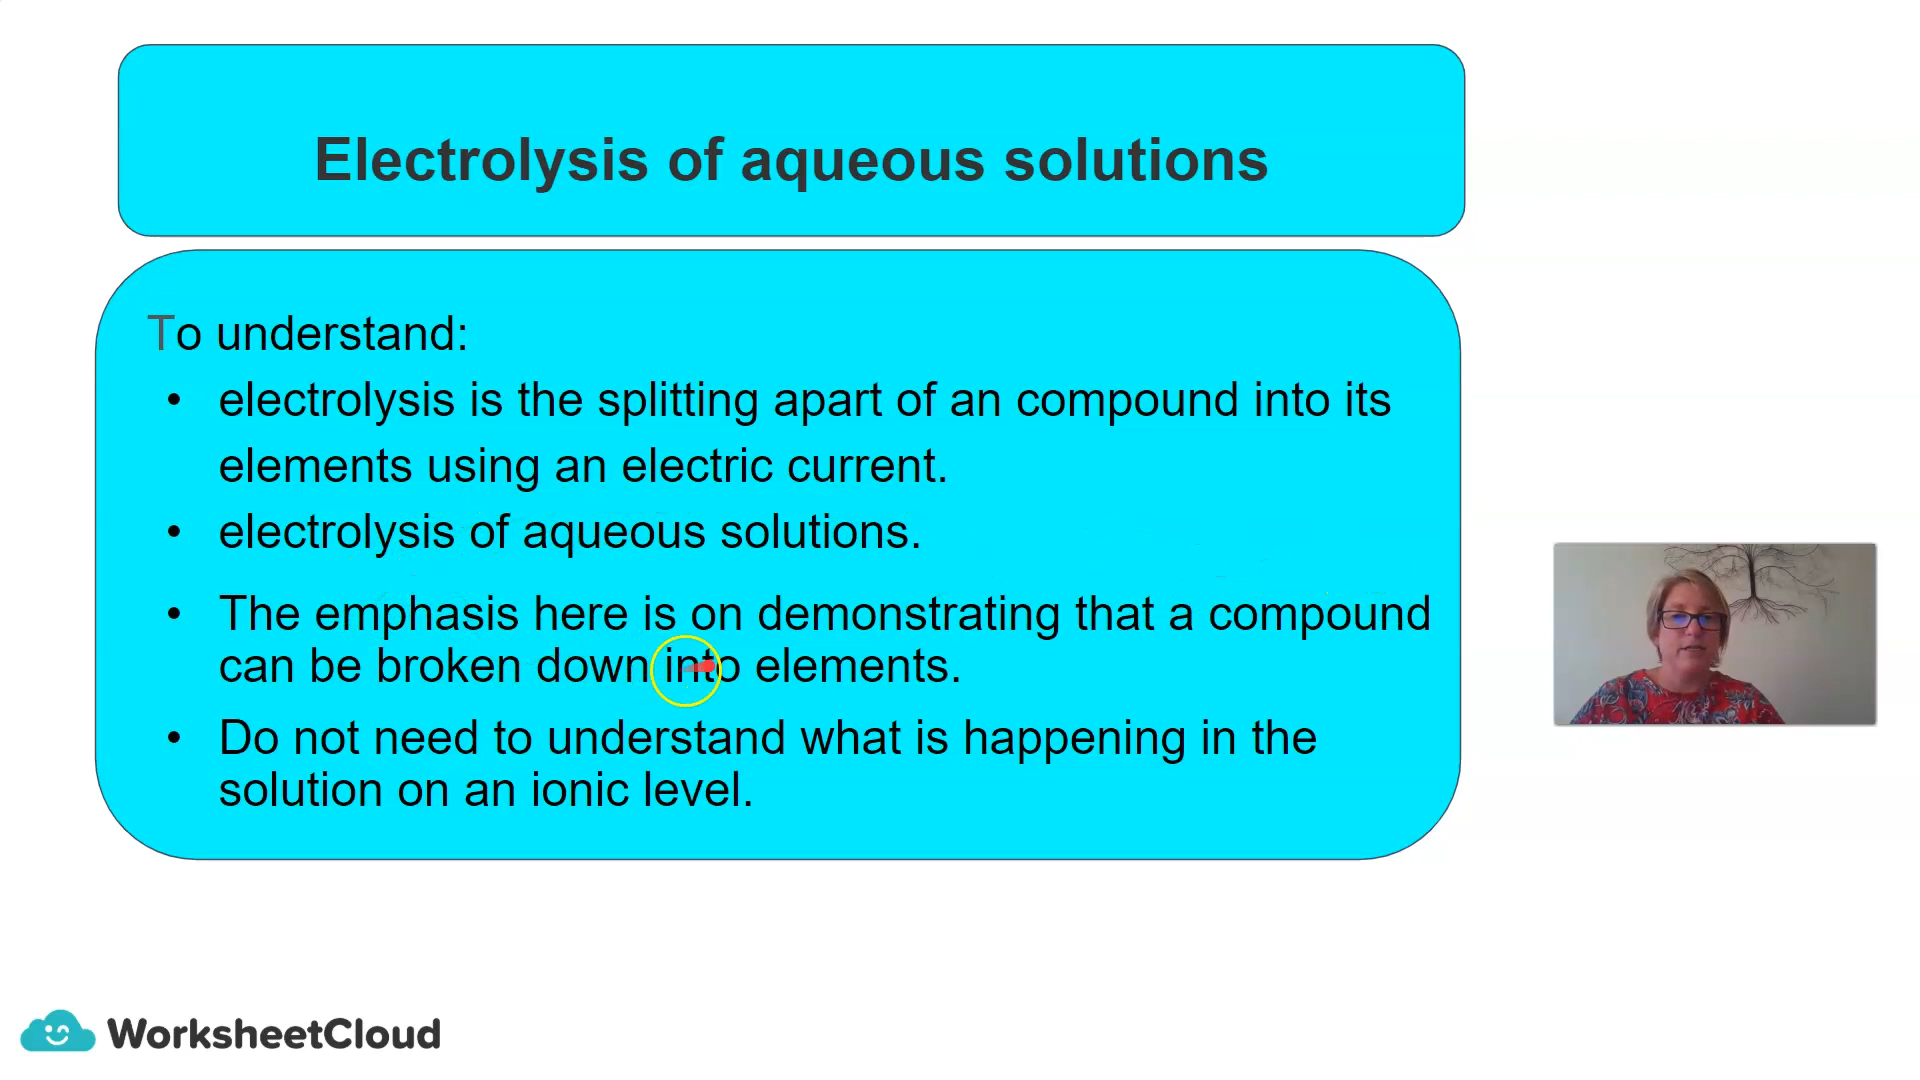 Electrolysis of aqueous solutions
To understand:
• electrolysis is the splitting apart of an compound into its
elements using an electric current.
• electrolysis of aqueous solutions.
• The emphasis here is on demonstrating that a compound
can be broken down into elements.
• Do not need to understand what is happening in the
solution on an ionic level.
WorksheetCloud